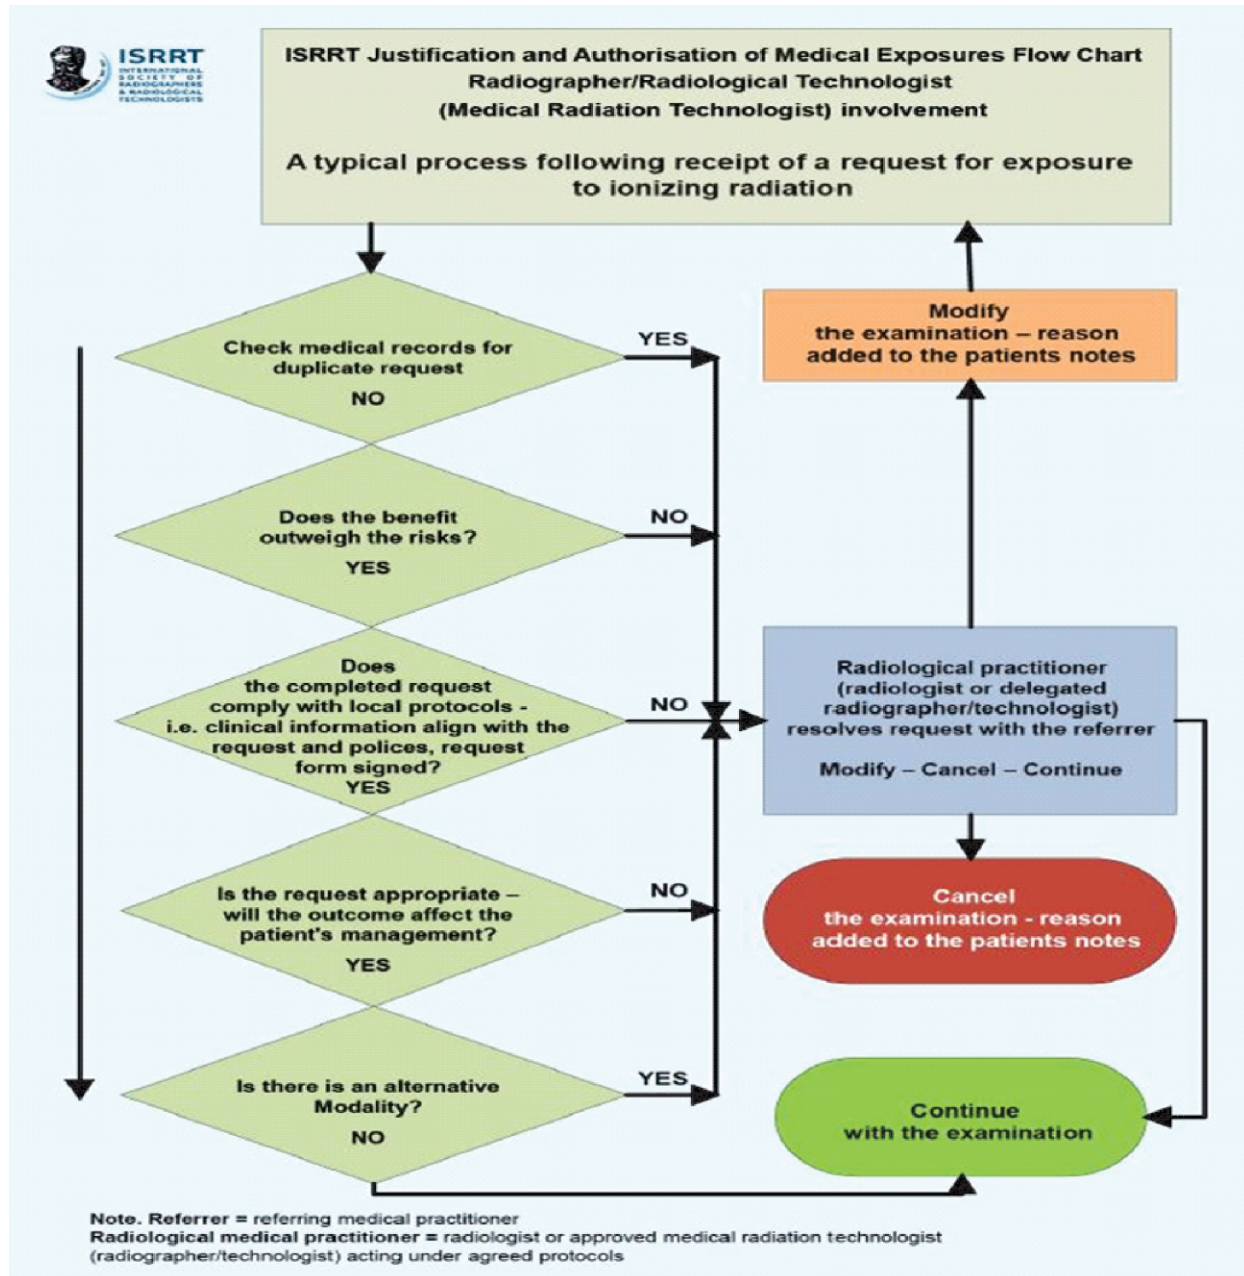 ISRRT
INTERNATIONAL
SOCIETY OF
RADIOGRAPHERS
& RADIOLOGICAL
TECHNOLOGISTS
ISRRT Justification and Authorisation of Medical Exposures Flow Chart
Radiographer/Radiological Technologist
(Medical Radiation Technologist) involvement
A typical process following receipt of a request for exposure
to ionizing radiation
Check medical records for
duplicate request
NO
YES
Does the benefit
outweigh the risks?
YES
NO
Does
the completed request
comply with local protocols -
i.e. clinical information align with the
request and polices, request
form signed?
YES
NO
Is the request appropriate –
will the outcome affect the
patient's management?
YES
NO
Is there is an alternative
Modality?
NO
YES
Modify
the examination – reason
added to the patients notes
Radiological practitioner
(radiologist or delegated
radiographer/technologist)
resolves request with the referrer
Modify – Cancel – Continue
Cancel
the examination - reason
added to the patients notes
Continue
with the examination
Note. Referrer = referring medical practitioner
Radiological medical practitioner = radiologist or approved medical radiation technologist
(radiographer/technologist) acting under agreed protocols